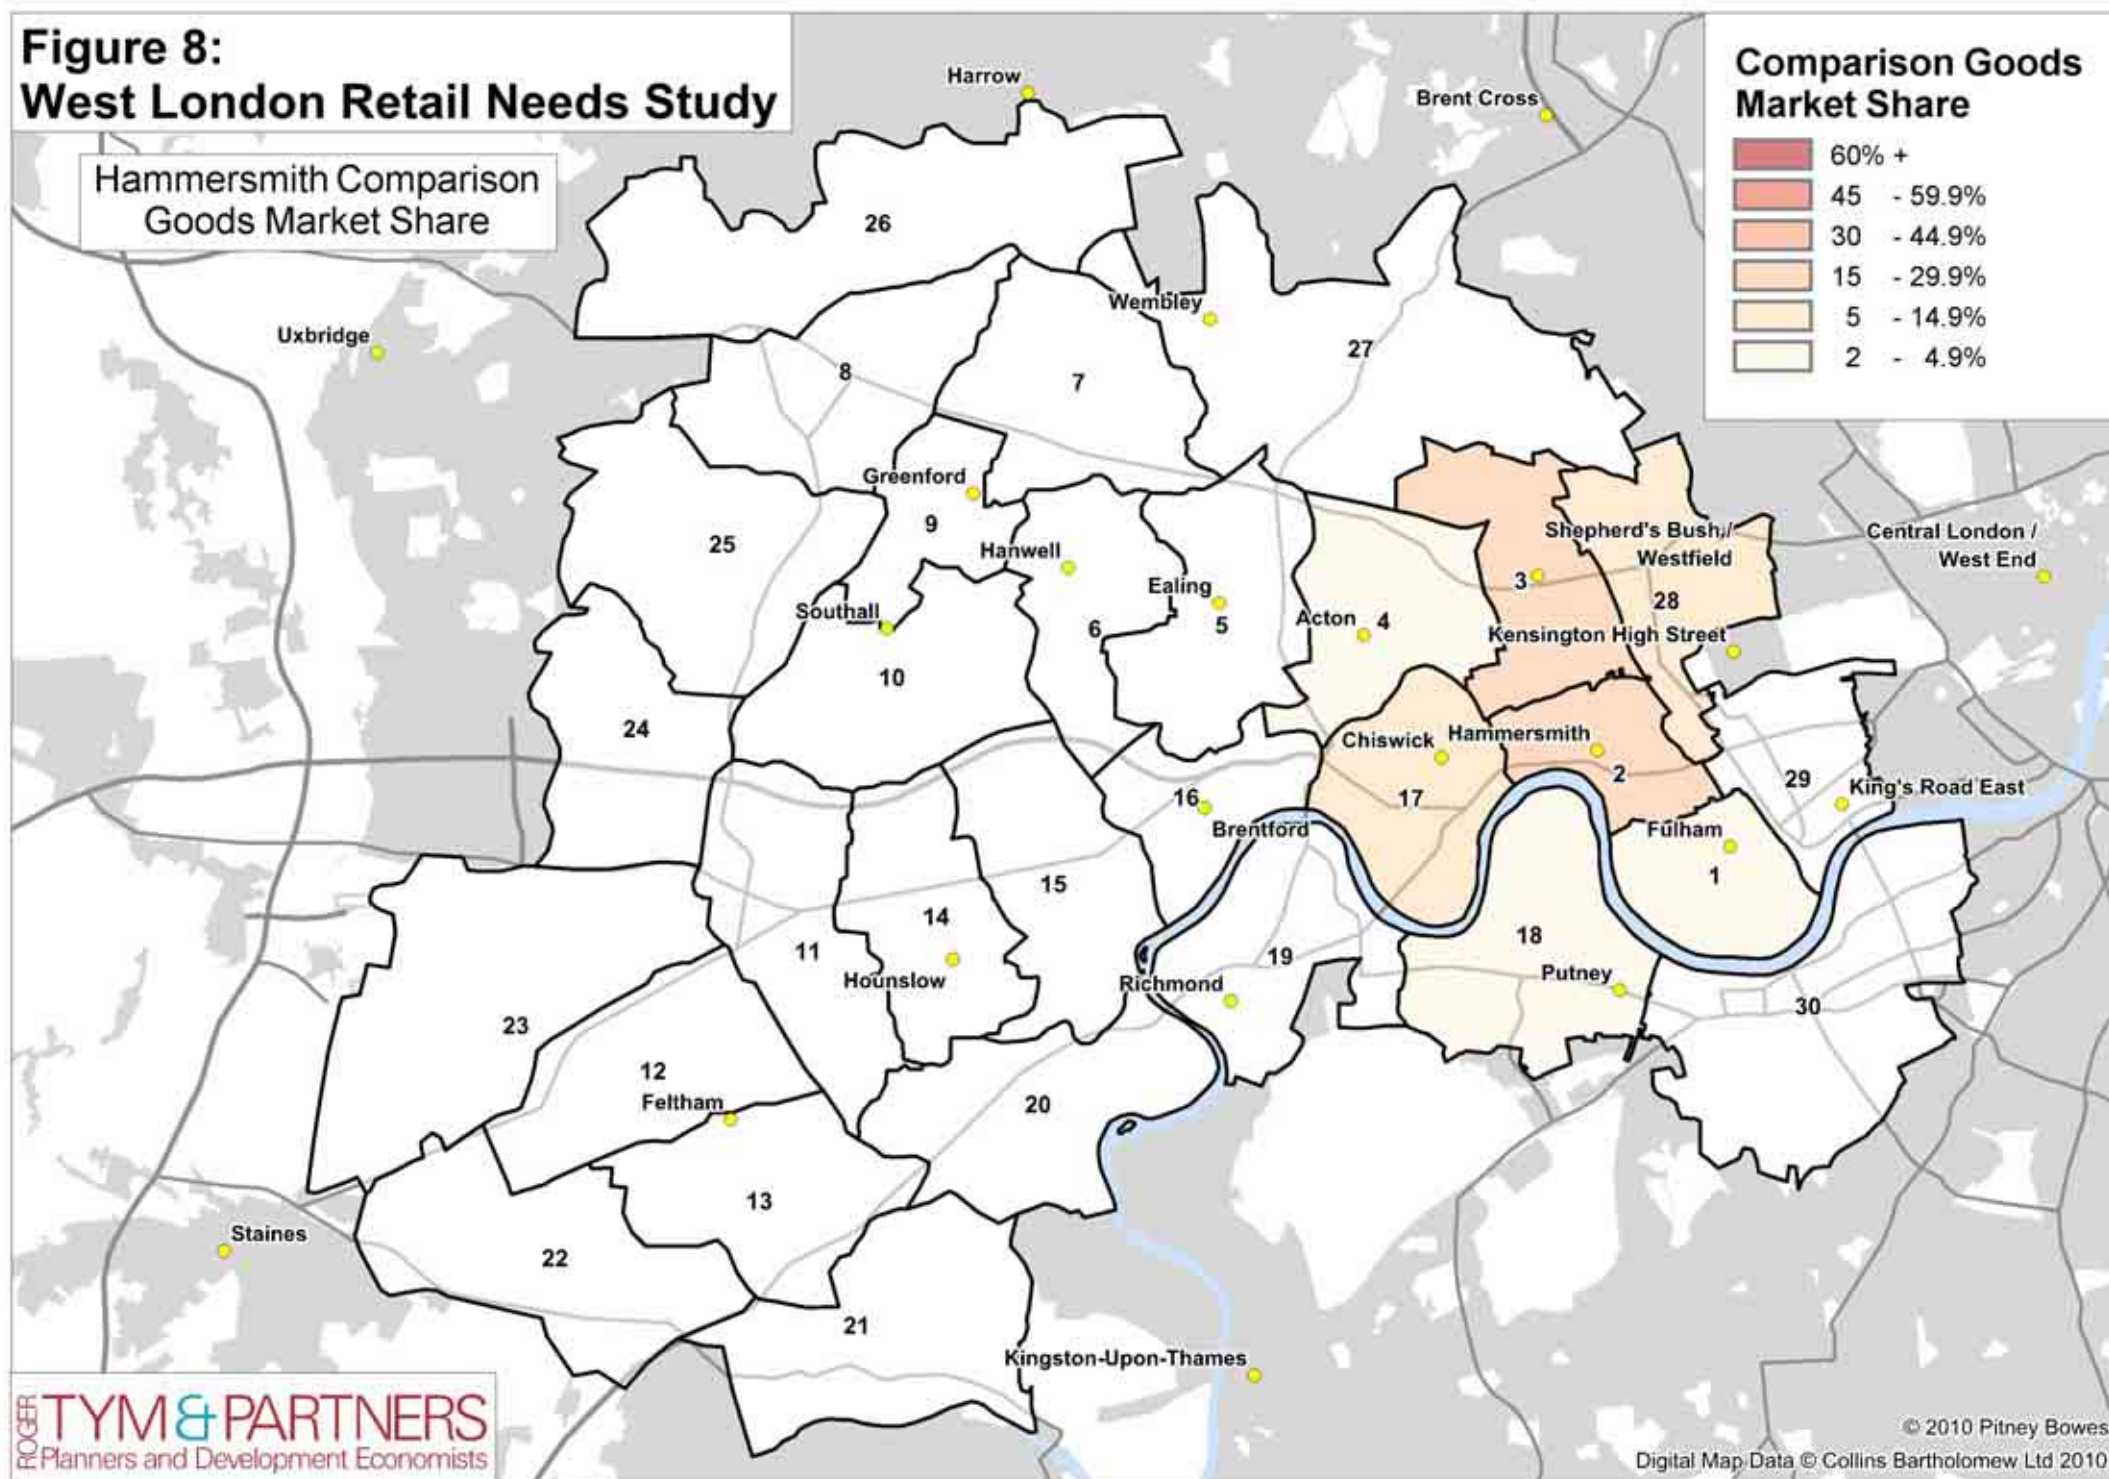 Figure 8:
West London Retail Needs Study
Hammersmith Comparison
Goods Market Share
Comparison Goods
Market Share
60% +
45 - 59.9%
30 - 44.9%
15 - 29.9%
5 - 14.9%
2 - 4.9%
Harrow
Brent Cross
26
Wembley
Uxbridge
27
8
7
Greenford
9
25
Hanwell
Shepherd's Bush /
Westfield
Central London /
West End
3
Ealing
28
Southall
Acton
4
5
6
Kensington High Street
10
24
Chiswick
Hammersmith
2
29
King's Road East
16
17
Brentford
Fulham
1
15
14
11
18
19
Hounslow
Richmond
Putney
30
23
12
Feltham
20
13
Staines
22
21
Kingston-Upon-Thames
ROGER
TYM & PARTNERS
Planners and Development Economists
© 2010 Pitney Bowes
Digital Map Data © Collins Bartholomew Ltd 2010